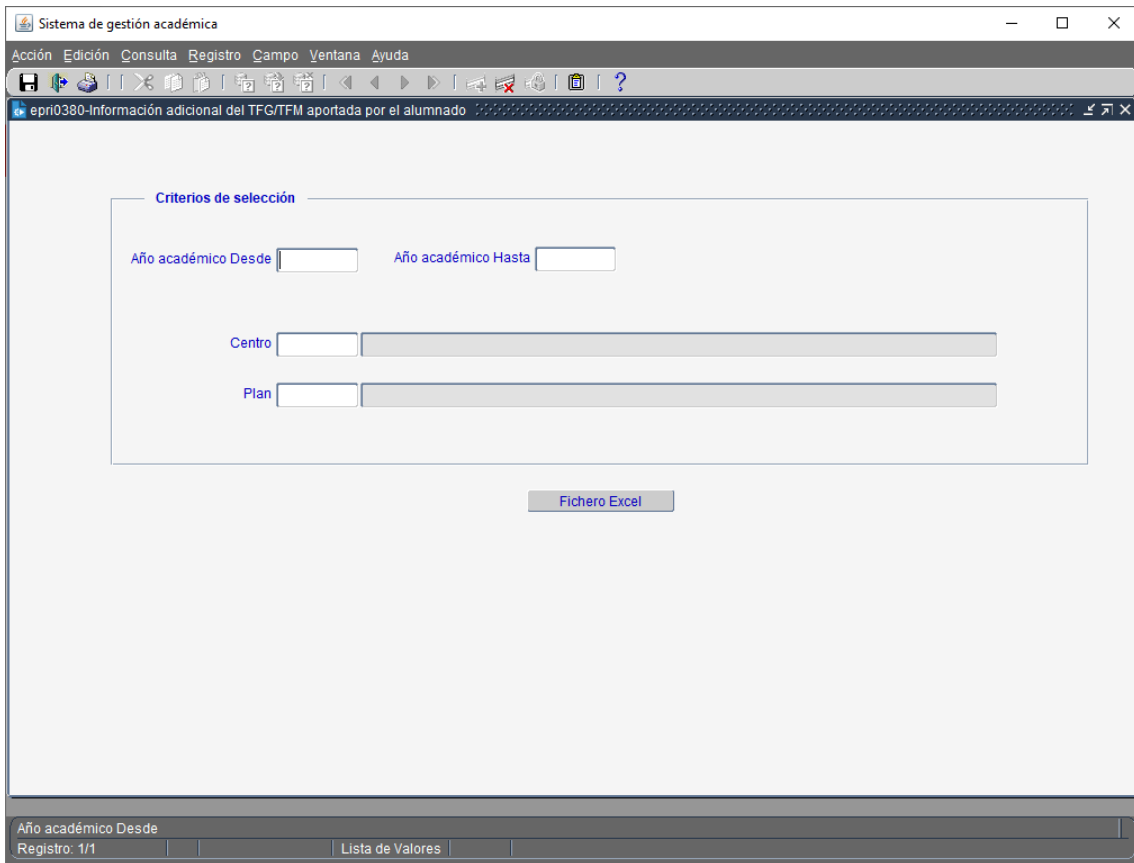 Sistema de gestión académica
Acción Edición Consulta Registro Campo Ventana Ayuda
epri0380-Información adicional del TFG/TFM aportada por el alumnado
Criterios de selección
Año académico Desde Año académico Hasta
Centro
Plan
Fichero Excel
Año académico Desde
Registro: 1/1 Lista de Valores